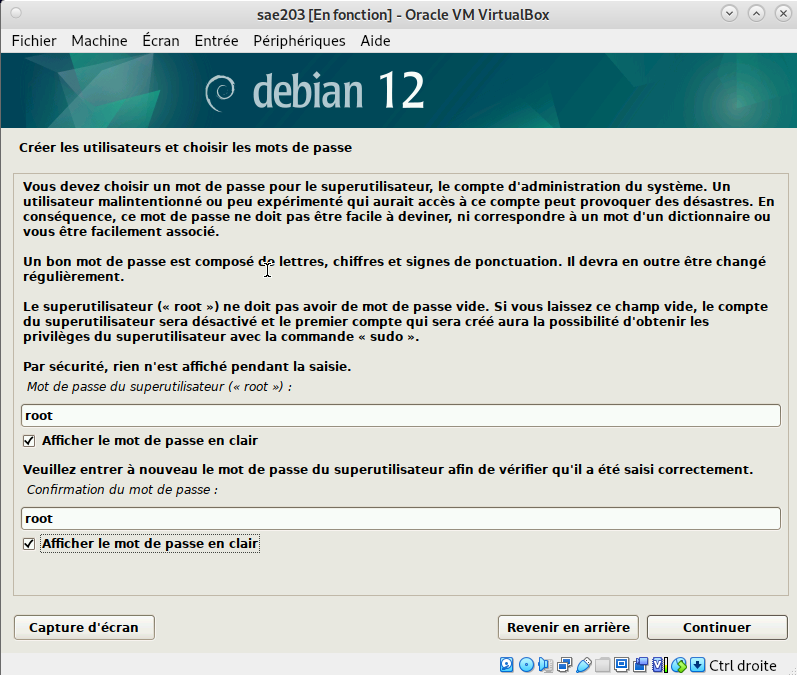 sae203 [En fonction] - Oracle VM VirtualBox
Fichier Machine Écran Entrée Périphériques Aide
debian 12
Créer les utilisateurs et choisir les mots de passe
Vous devez choisir un mot de passe pour le superutilisateur, le compte d'administration du système. Un
utilisateur malintentionné ou peu expérimenté qui aurait accès à ce compte peut provoquer des désastres. En
conséquence, ce mot de passe ne doit pas être facile à deviner, ni correspondre à un mot d'un dictionnaire ou
vous être facilement associé.
Un bon mot de passe est composé de lettres, chiffres et signes de ponctuation. Il devra en outre être changé
régulièrement.
Le superutilisateur (« root ») ne doit pas avoir de mot de passe vide. Si vous laissez ce champ vide, le compte
du superutilisateur sera désactivé et le premier compte qui sera créé aura la possibilité d'obtenir les
privilèges du superutilisateur avec la commande « sudo ».
Par sécurité, rien n'est affiché pendant la saisie.
Mot de passe du superutilisateur (« root ») :
root
Afficher le mot de passe en clair
Veuillez entrer à nouveau le mot de passe du superutilisateur afin de vérifier qu'il a été saisi correctement.
Confirmation du mot de passe :
root
Afficher le mot de passe en clair
Capture d'écran Revenir en arrière Continuer
Ctrl droite